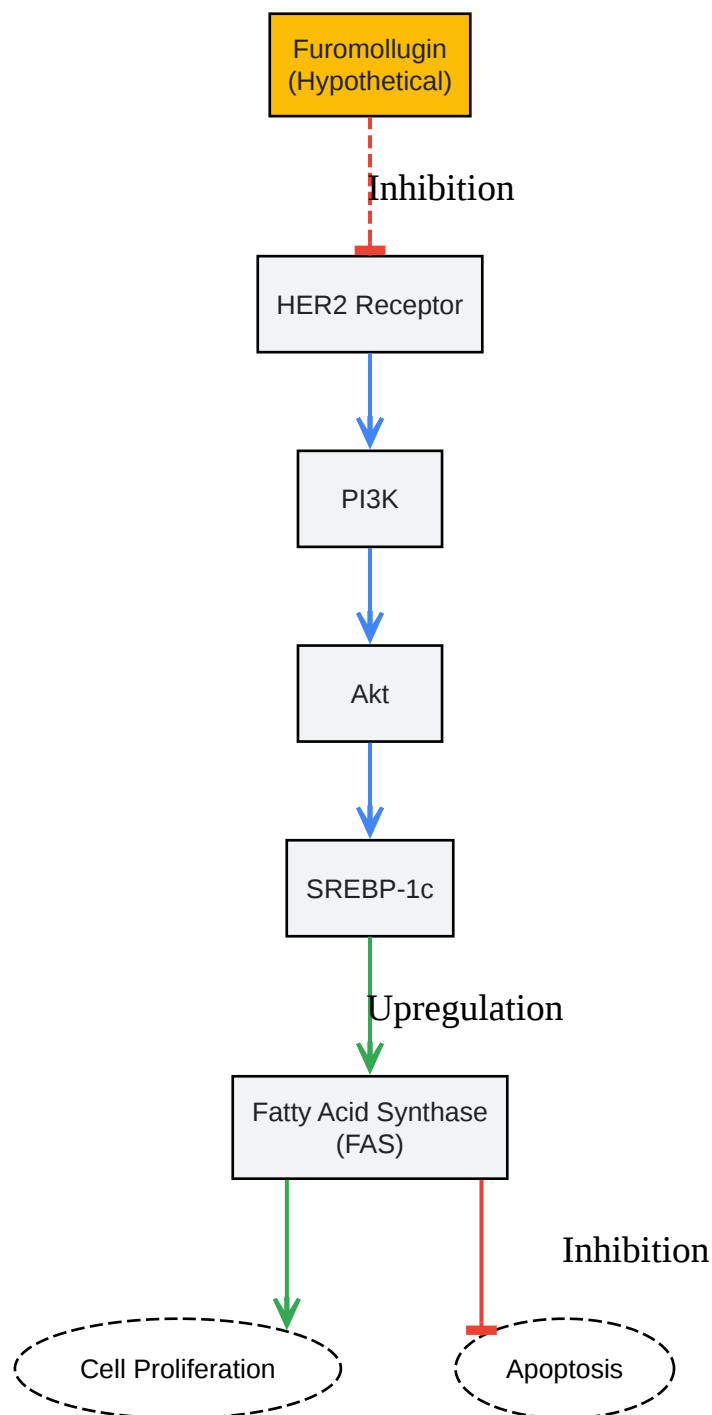 Furomollugin
(Hypothetical)
Inhibition
HER2 Receptor
PI3K
Akt
SREBP-1c
Upregulation
Fatty Acid Synthase
(FAS)
Inhibition
Cell Proliferation
Apoptosis